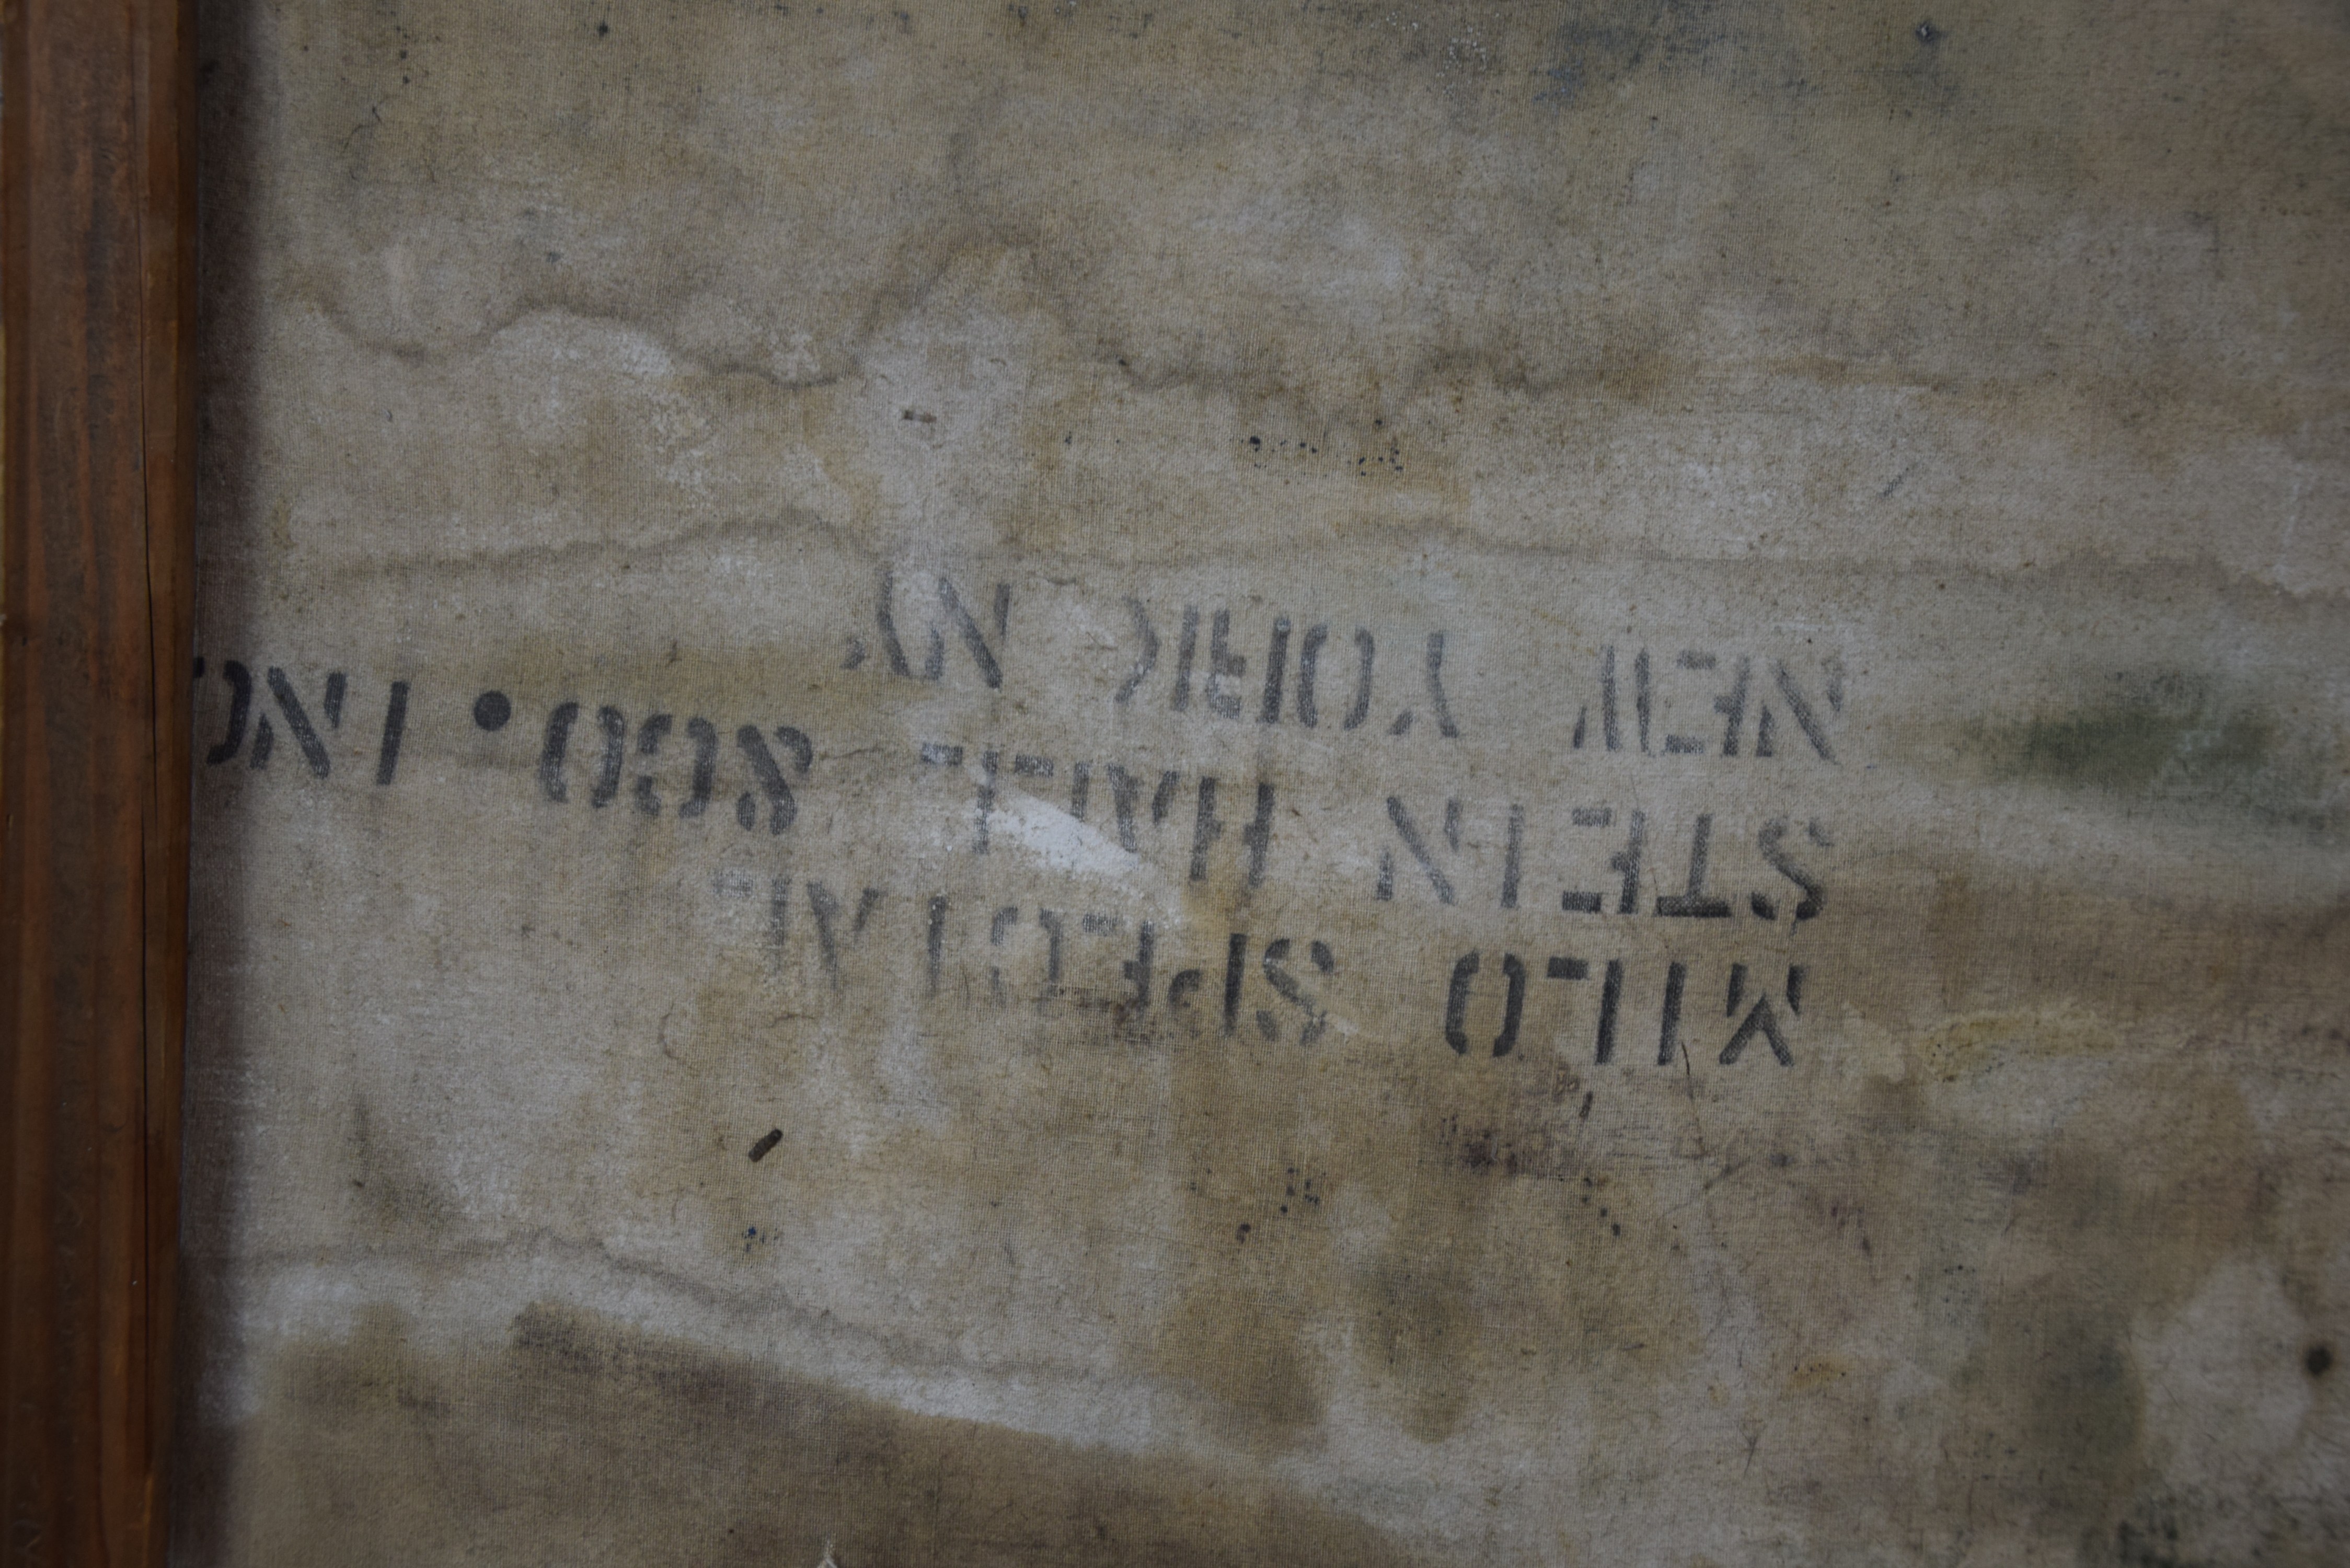 MILO SPECIAL
STEIN HALL & CO. INC
NEW YORK NY.